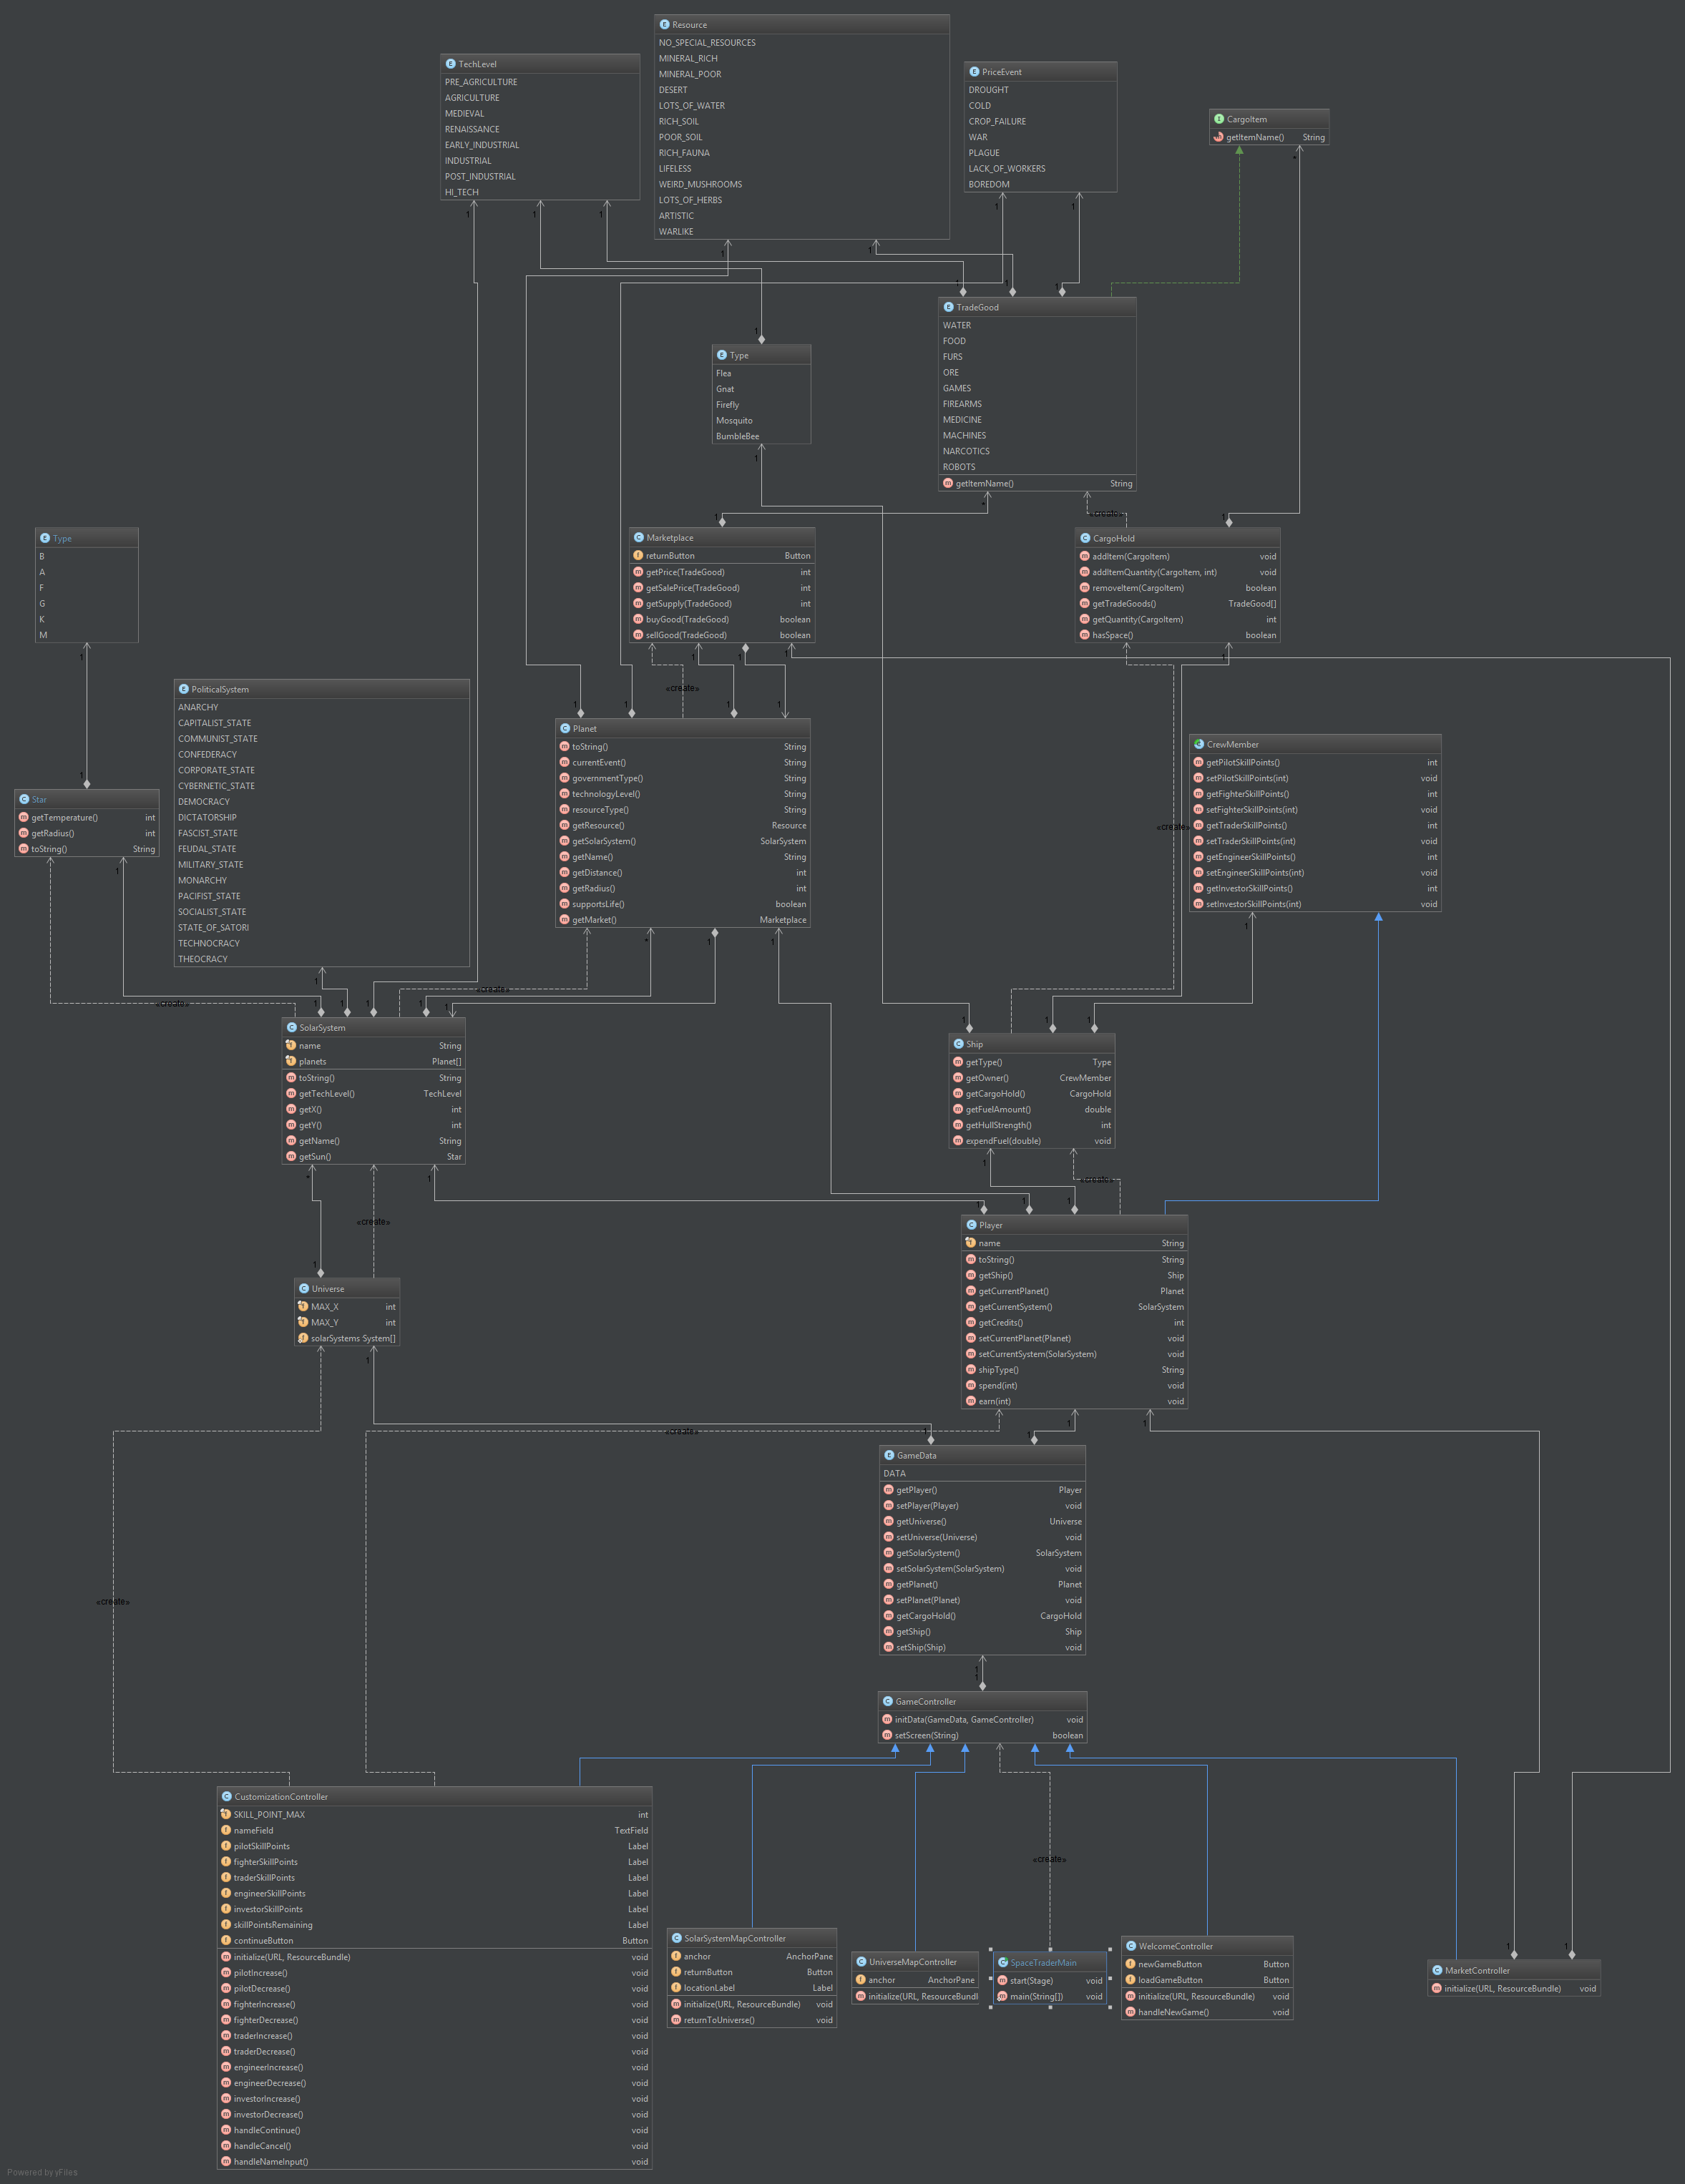 Resource
NO_SPECIAL_RESOURCES
MINERAL_RICH
MINERAL_POOR
DESERT
LOTS_OF_WATER
RICH_SOIL
POOR_SOIL
RICH_FAUNA
LIFELESS
WEIRD_MUSHROOMS
LOTS_OF_HERBS
ARTISTIC
WARLIKE
TechLevel
PRE_AGRICULTURE
AGRICULTURE
MEDIEVAL
RENAISSANCE
EARLY_INDUSTRIAL
INDUSTRIAL
POST_INDUSTRIAL
HI_TECH
PriceEvent
DROUGHT
COLD
CROP_FAILURE
WAR
PLAGUE
LACK_OF_WORKERS
BOREDOM
CargoItem
getItemName() String
TradeGood
WATER
FOOD
FURS
ORE
GAMES
FIREARMS
MEDICINE
MACHINES
NARCOTICS
ROBOTS
getItemName() String
Type
Flea
Gnat
Firefly
Mosquito
BumbleBee
«create»
Type
B
A
F
G
K
M
Marketplace
returnButton Button
getPrice(TradeGood) int
getSalePrice(TradeGood) int
getSupply(TradeGood) int
buyGood(TradeGood) boolean
sellGood(TradeGood) boolean
CargoHold
addItem(CargoItem) void
addItemQuantity(CargoItem, int) void
removeItem(CargoItem) boolean
getTradeGoods() TradeGood[]
getQuantity(CargoItem) int
hasSpace() boolean
«create»
PoliticalSystem
ANARCHY
CAPITALIST_STATE
COMMUNIST_STATE
CONFEDERACY
CORPORATE_STATE
CYBERNETIC_STATE
DEMOCRACY
DICTATORSHIP
FASCIST_STATE
FEUDAL_STATE
MILITARY_STATE
MONARCHY
PACIFIST_STATE
SOCIALIST_STATE
STATE_OF_SATORI
TECHNOCRACY
THEOCRACY
Planet
toString() String
currentEvent() String
governmentType() String
technologyLevel() String
resourceType() String
getResource() Resource
getSolarSystem() SolarSystem
getName() String
getDistance() int
getRadius() int
supportsLife() boolean
getMarket() Marketplace
CrewMember
getPilotSkillPoints() int
setPilotSkillPoints(int) void
getFighterSkillPoints() int
setFighterSkillPoints(int) void
getTraderSkillPoints() int
setTraderSkillPoints(int) void
getEngineerSkillPoints() int
setEngineerSkillPoints(int) void
getInvestorSkillPoints() int
setInvestorSkillPoints(int) void
«create»
Star
getTemperature() int
getRadius() int
toString() String
«create»
«create»
SolarSystem
name String
planets Planet[]
toString() String
getTechLevel() TechLevel
getX() int
getY() int
getName() String
getSun() Star
Ship
getType() Type
getOwner() CrewMember
getCargoHold() CargoHold
getFuelAmount() double
getHullStrength() int
expendFuel(double) void
«create»
«create»
Player
name String
toString() String
getShip() Ship
getCurrentPlanet() Planet
getCurrentSystem() SolarSystem
getCredits() int
setCurrentPlanet(Planet) void
setCurrentSystem(SolarSystem) void
shipType() String
spend(int) void
earn(int) void
Universe
MAX_X int
MAX_Y int
solarSystems System[]
«create»
GameData
DATA
getPlayer() Player
setPlayer(Player) void
getUniverse() Universe
setUniverse(Universe) void
getSolarSystem() SolarSystem
setSolarSystem(SolarSystem) void
getPlanet() Planet
setPlanet(Planet) void
getCargoHold() CargoHold
getShip() Ship
setShip(Ship) void
«create»
GameController
initData(GameData, GameController) void
setScreen(String) boolean
«create»
CustomizationController
SKILL_POINT_MAX int
nameField TextField
pilotSkillPoints Label
fighterSkillPoints Label
traderSkillPoints Label
engineerSkillPoints Label
investorSkillPoints Label
skillPointsRemaining Label
continueButton Button
initialize(URL, ResourceBundle) void
pilotIncrease() void
pilotDecrease() void
fighterIncrease() void
fighterDecrease() void
traderIncrease() void
traderDecrease() void
engineerIncrease() void
engineerDecrease() void
investorIncrease() void
investorDecrease() void
handleContinue() void
handleCancel() void
handleNameInput() void
SolarSystemMapController
anchor AnchorPane
returnButton Button
locationLabel Label
initialize(URL, ResourceBundle) void
returnToUniverse() void
UniverseMapController
anchor AnchorPane
initialize(URL, ResourceBundl
SpaceTraderMain
start(Stage) void
main(String[]) void
WelcomeController
newGameButton Button
loadGameButton Button
initialize(URL, ResourceBundle) void
handleNewGame() void
MarketController
initialize(URL, ResourceBundle) void
Powered by yFiles